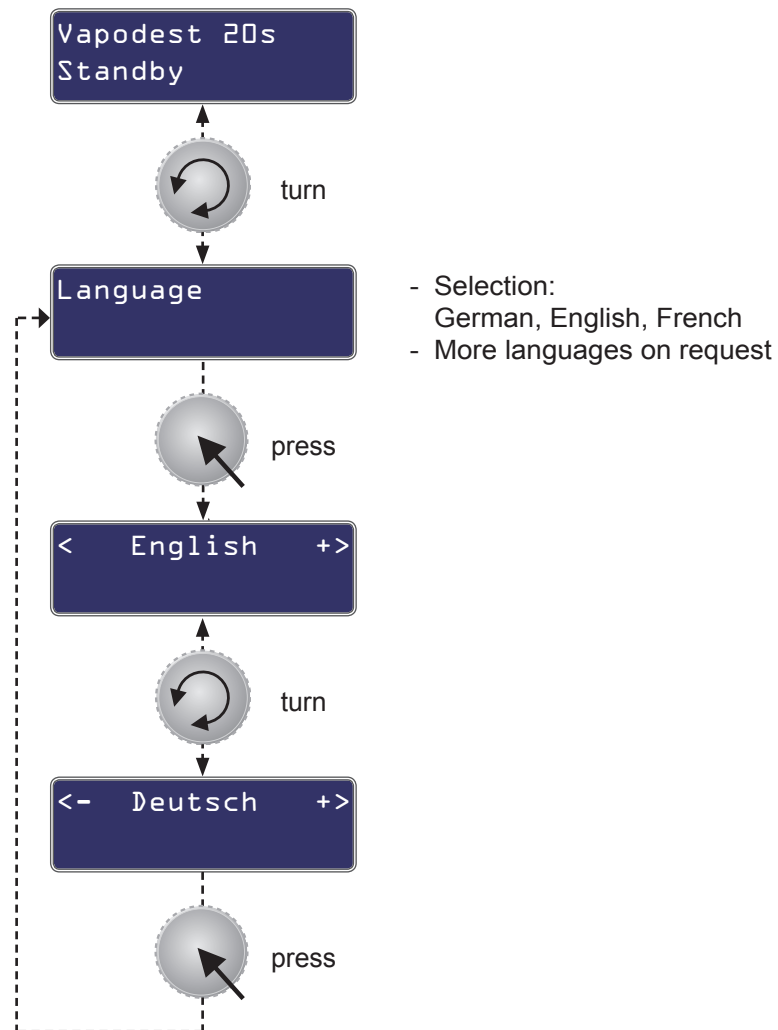 Vapodest 20s
Standby
turn
Language
- Selection:
German, English, French
- More languages on request
press
< English +>
turn
<- Deutsch +>
press